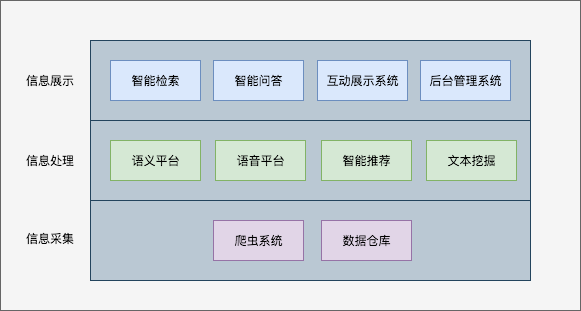 信息展示
智能检索
智能问答
互动展示系统
后台管理系统
信息处理
语义平台
语音平台
智能推荐
文本挖掘
信息采集
爬虫系统
数据仓库